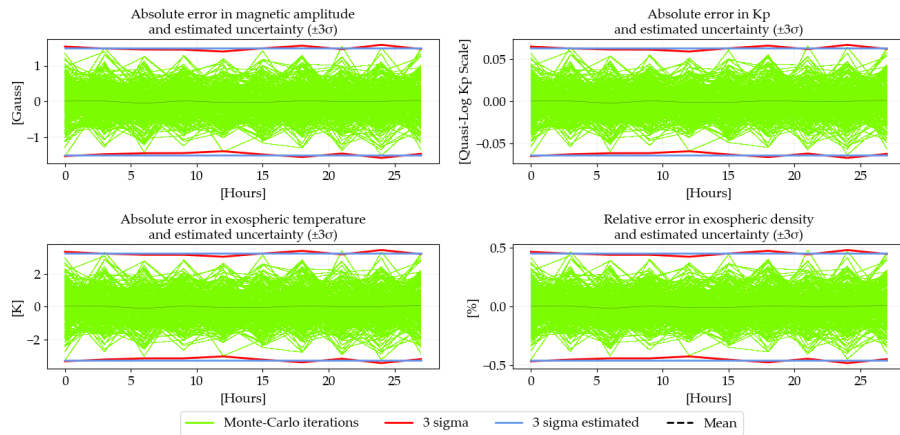 Absolute error in magnetic amplitude
and estimated uncertainty (±3σ)
[Gauss]
1
0
−1
0
5
10
15
20
25
[Hours]
Absolute error in Kp
and estimated uncertainty (±3σ)
[Quasi-Log Kp Scale]
0.05
0.00
−0.05
0
5
10
15
20
25
[Hours]
Absolute error in exospheric temperature
and estimated uncertainty (±3σ)
[K]
2
0
−2
0
5
10
15
20
25
[Hours]
Relative error in exospheric density
and estimated uncertainty (±3σ)
[%]
0.5
0.0
−0.5
0
5
10
15
20
25
[Hours]
Monte-Carlo iterations
3 sigma
3 sigma estimated
Mean